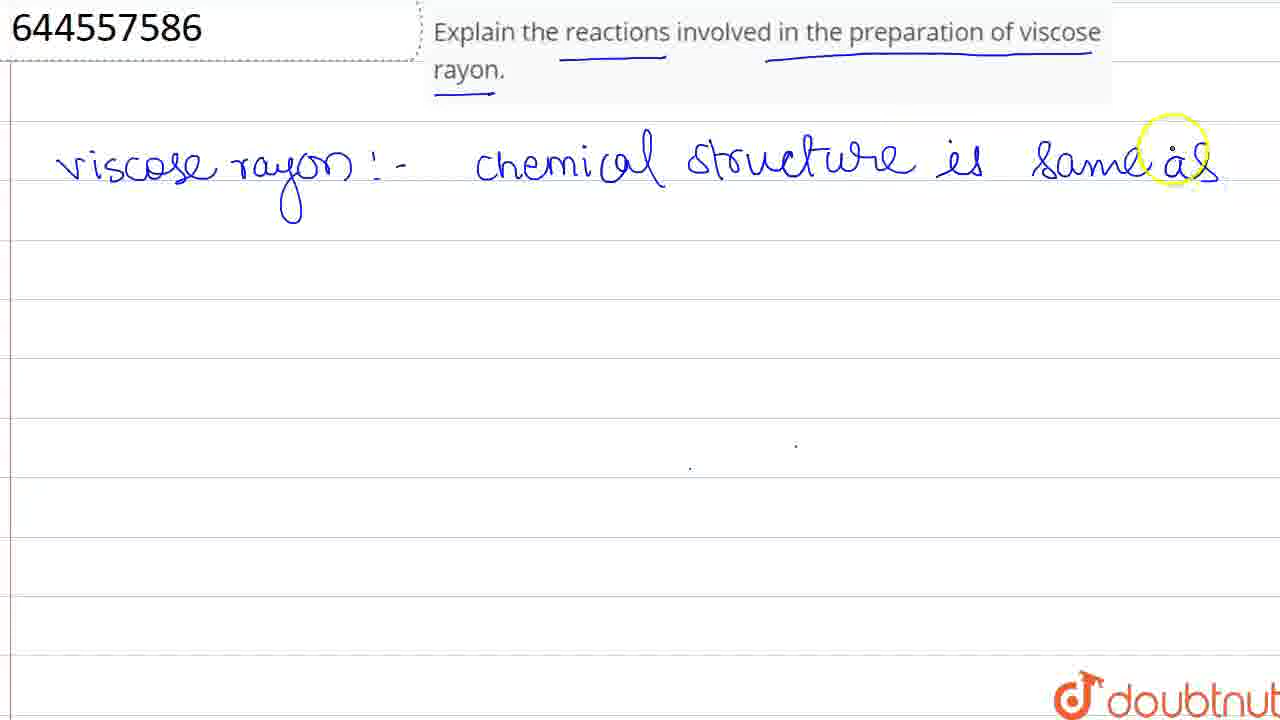 644557586
Explain the reactions involved in the preparation of viscose
rayon.
viscose rayon :- chemical structure is same as
doubtnut